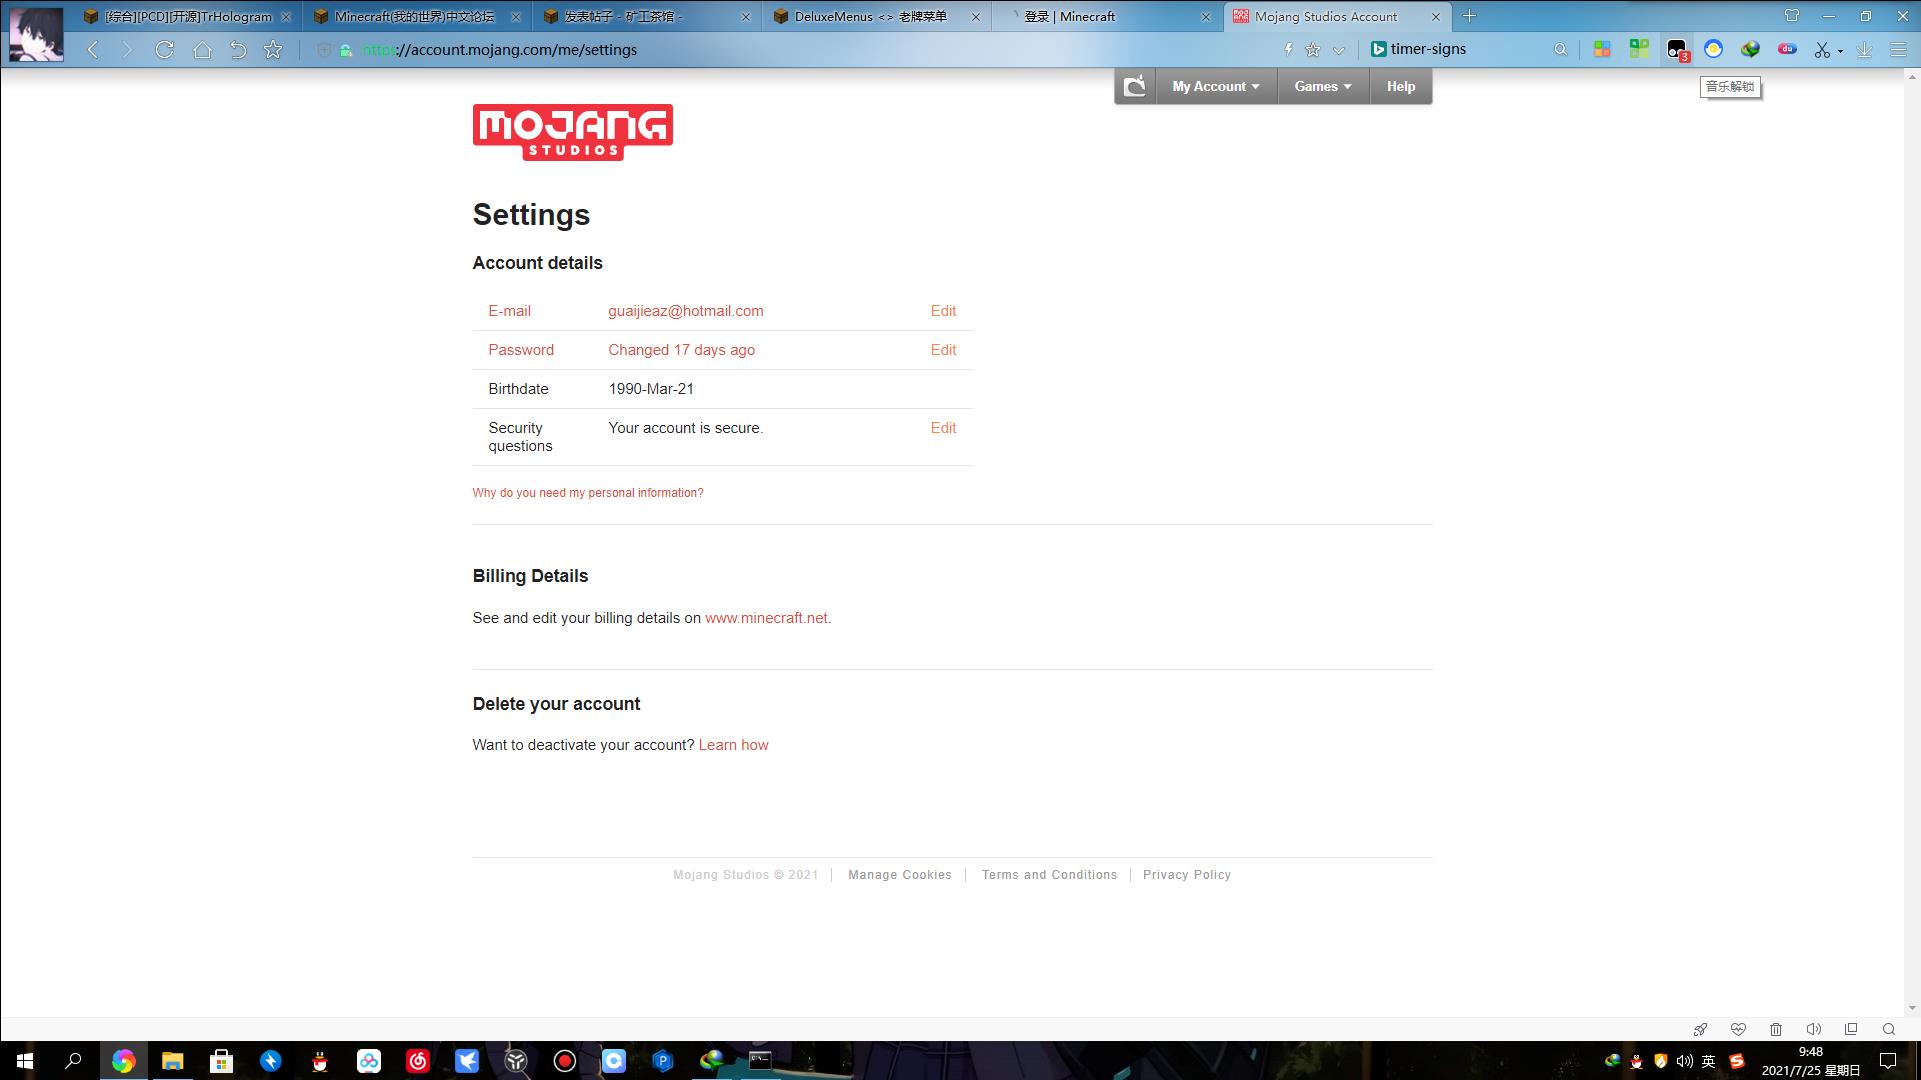 [综合][PCD][开源]TrHologram
Minecraft(我的世界)中文论坛
发表帖子 - 矿工茶馆 -
DeluxeMenus <> 老牌菜单
登录 | Minecraft
Mojang Studios Account
https://account.mojang.com/me/settings
timer-signs
du
3
音乐解锁
My Account
Games
Help
MOJANG
STUDIOS
Settings
Account details
E-mail guaijieaz@hotmail.com Edit
Password Changed 17 days ago Edit
Birthdate 1990-Mar-21
Security questions Your account is secure. Edit
Why do you need my personal information?
Billing Details
See and edit your billing details on www.minecraft.net.
Delete your account
Want to deactivate your account? Learn how
Mojang Studios © 2021 | Manage Cookies | Terms and Conditions | Privacy Policy
英
9:48
2021/7/25 星期日